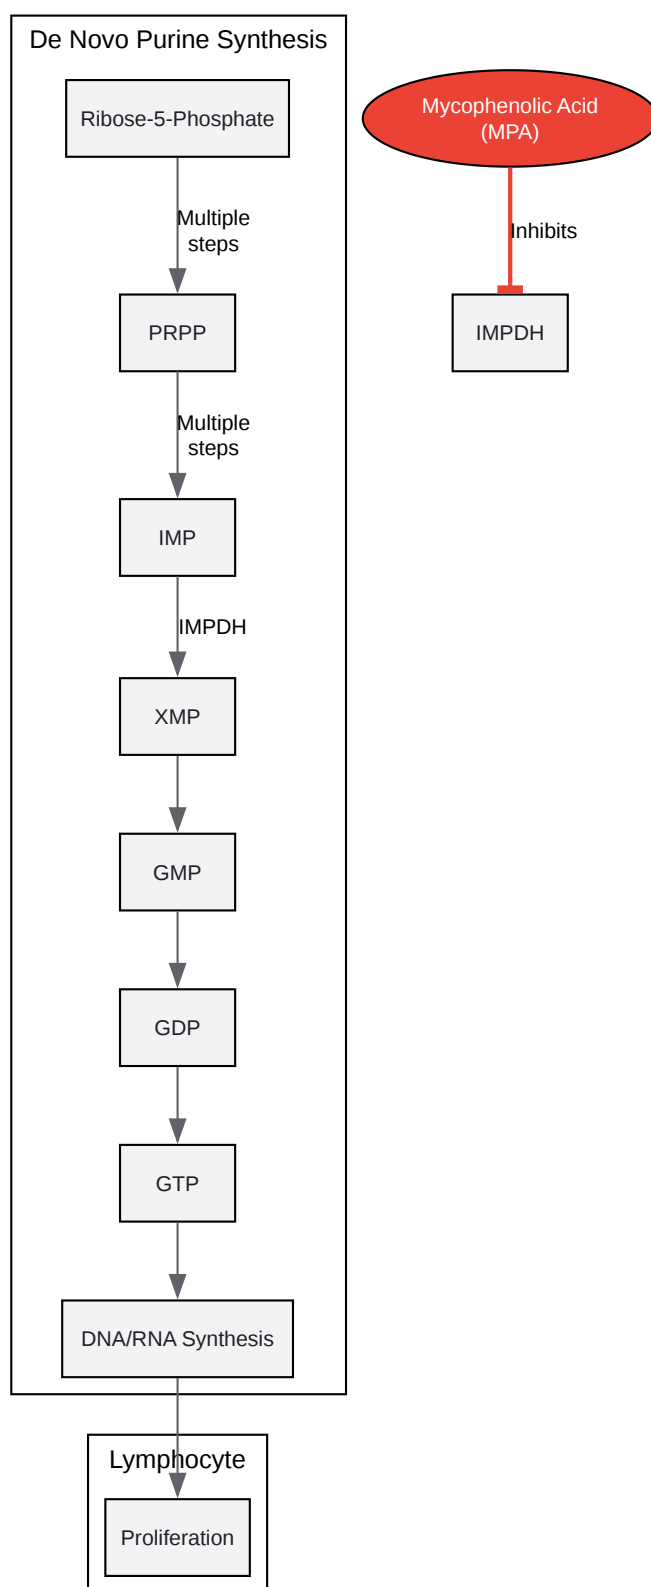 De Novo Purine Synthesis
Ribose-5-Phosphate
Multiple
steps
PRPP
Multiple
steps
IMP
IMPDH
XMP
GMP
GDP
GTP
DNA/RNA Synthesis
Lymphocyte
Proliferation
Mycophenolic Acid
(MPA)
Inhibits
IMPDH